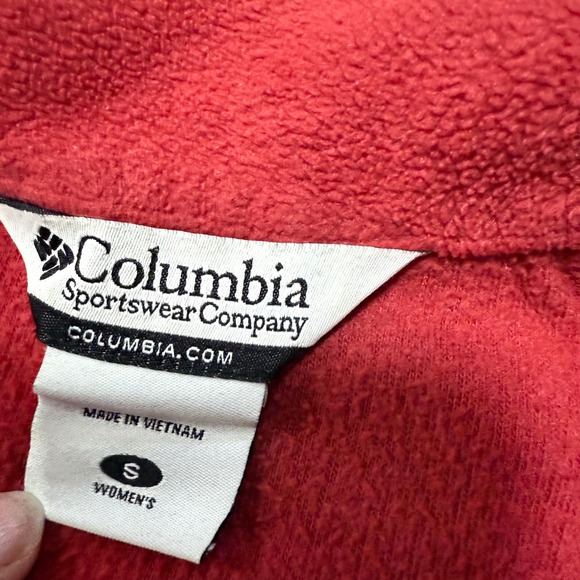 Columbia
Sportswear Company
COLUMBIA.COM
MADE IN VIETNAM
S
WOMEN'S